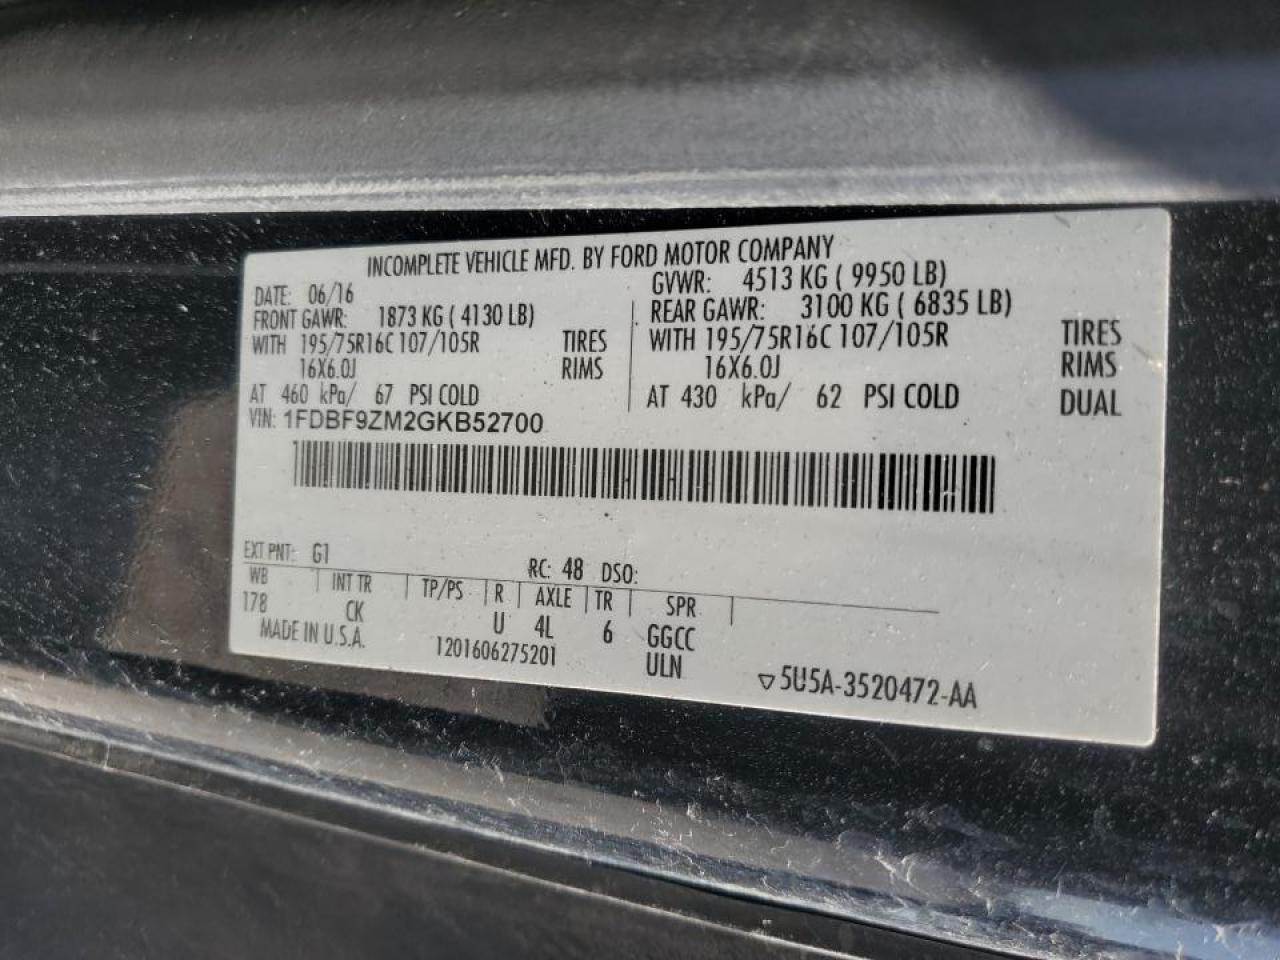 INCOMPLETE VEHICLE MFD. BY FORD MOTOR COMPANY
DATE: 06/16
GVWR: 4513 KG ( 9950 LB)
FRONT GAWR: 1873 KG ( 4130 LB)
REAR GAWR: 3100 KG ( 6835 LB)
WITH 195/75R16C 107/105R TIRES
WITH 195/75R16C 107/105R TIRES
16X6.0J RIMS
16X6.0J RIMS
AT 460 kPa/ 67 PSI COLD
AT 430 kPa/ 62 PSI COLD DUAL
VIN: 1FDBF9ZM2GKB52700
EXT PNT: G1
RC: 48 DSO:
WB INT TR TP/PS R AXLE TR SPR
178 CK U 4L 6 GGCC
MADE IN U.S.A. 1201606275201 ULN
5U5A-3520472-AA